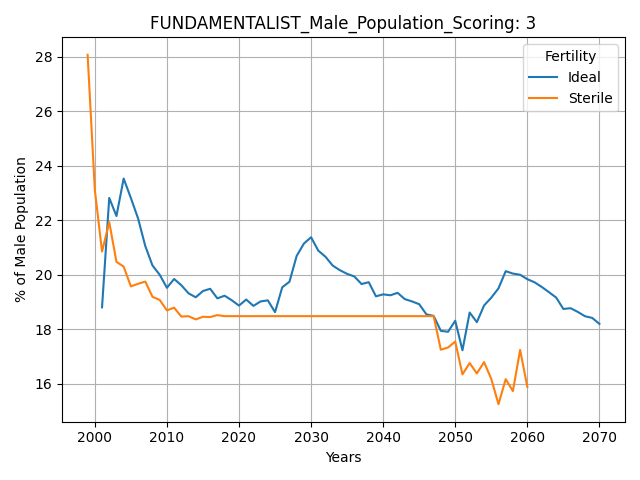 FUNDAMENTALIST_Male_Population_Scoring: 3
Fertility
Ideal
Sterile
% of Male Population
28
26
24
22
20
18
16
2000 2010 2020 2030 2040 2050 2060 2070
Years